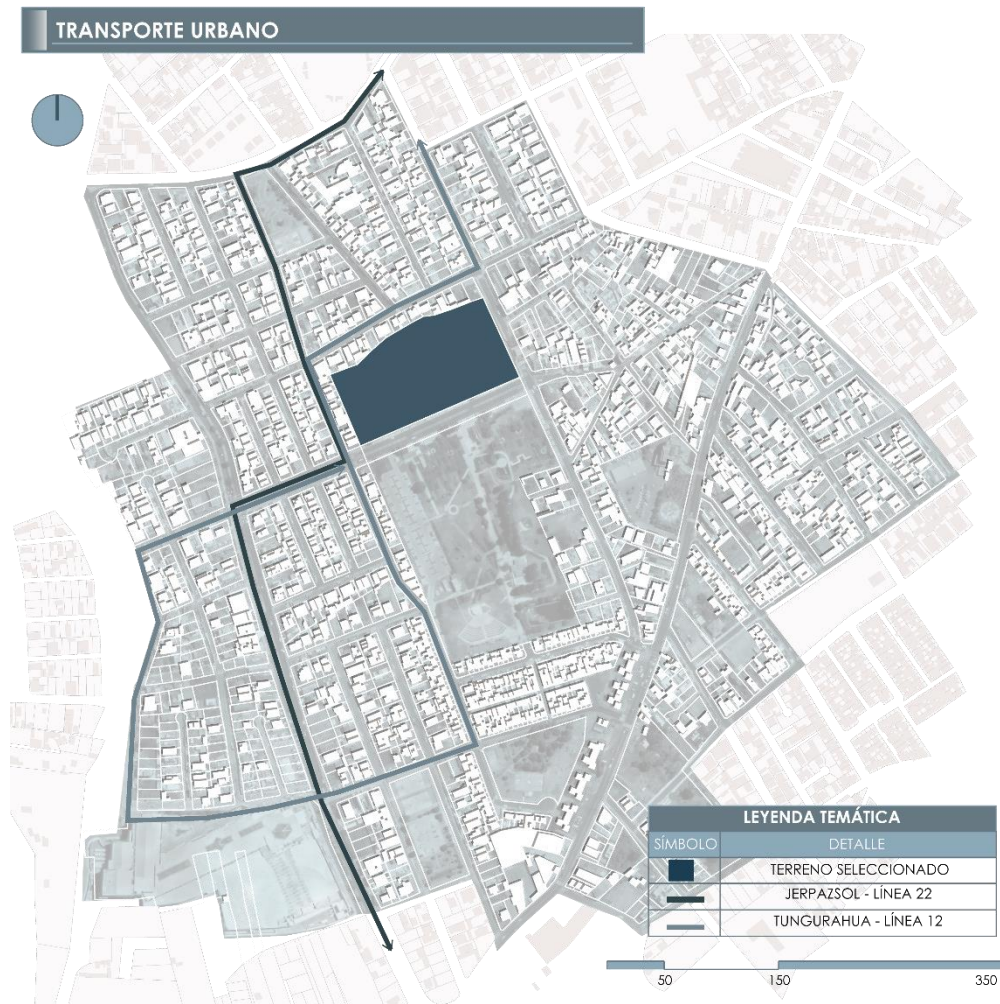 TRANSPORTE URBANO
LEYENDA TEMÁTICA
SÍMBOLO DETALLE
TERRENO SELECCIONADO
JERPAZSOL - LÍNEA 22
TUNGURAHUA - LÍNEA 12
50 150 350